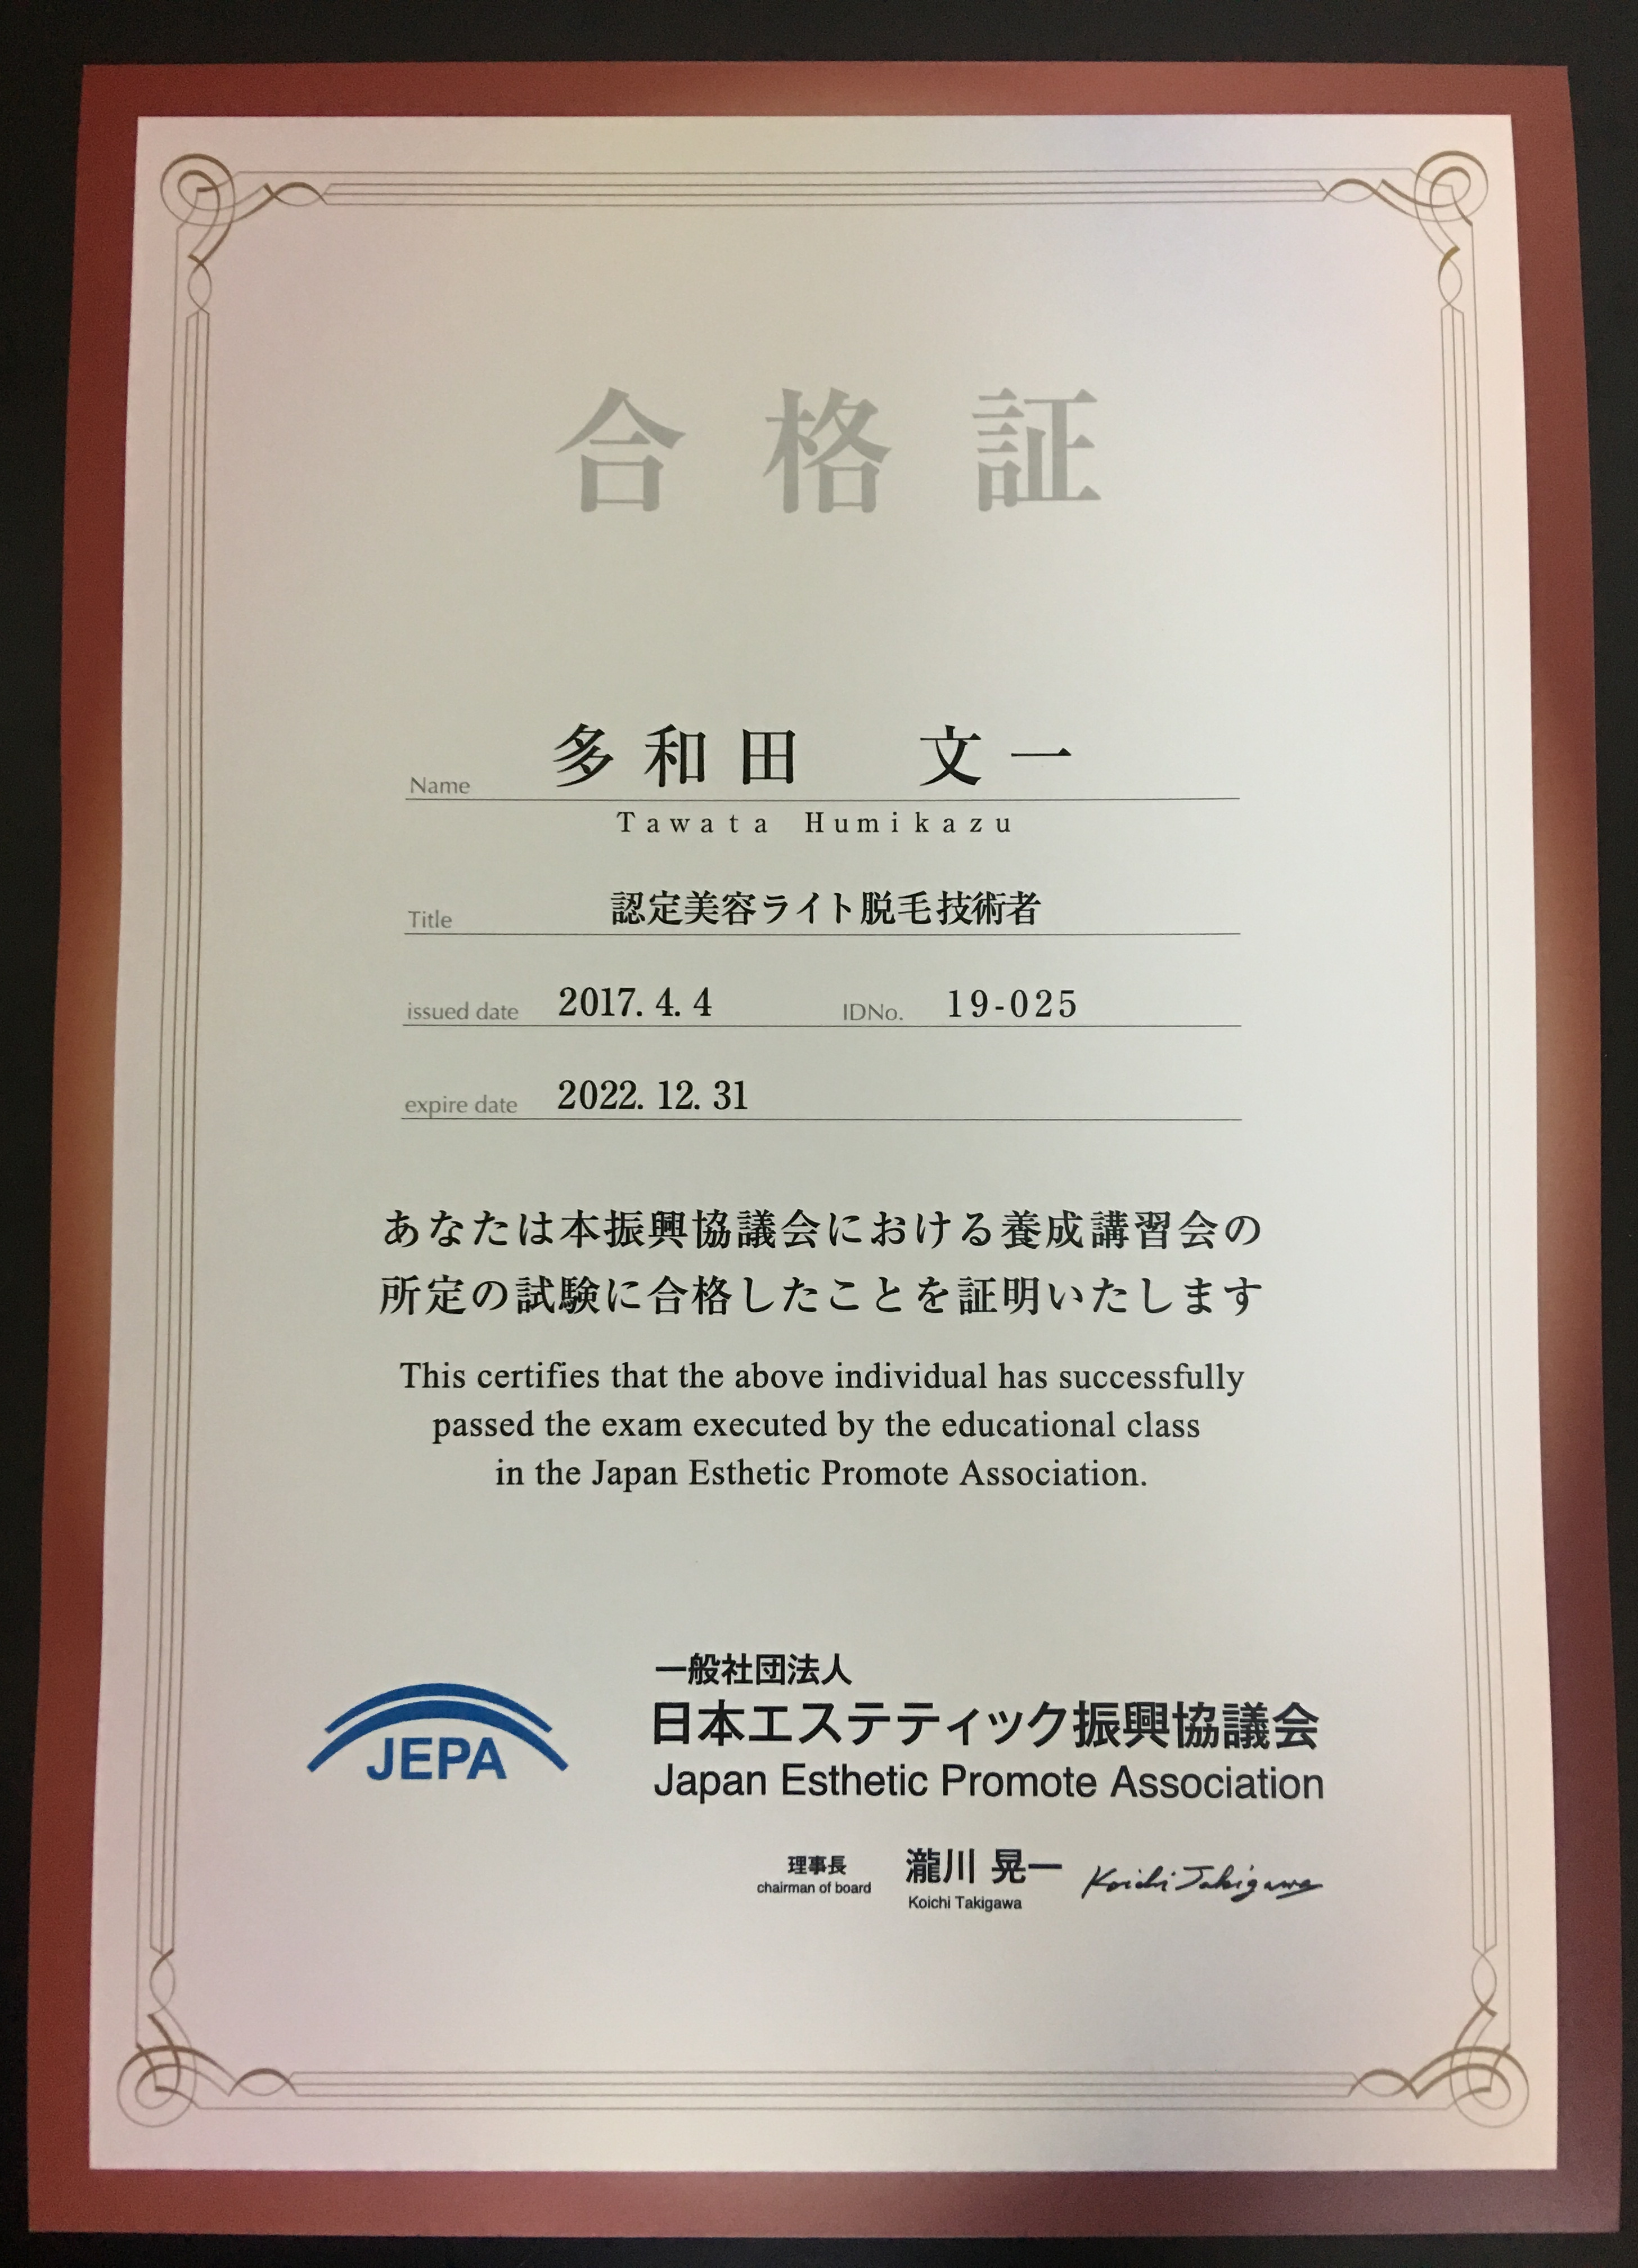 合格証
Name 多和田 文一
Tawata Humikazu
Title 認定美容ライト脱毛技術者
issued date 2017. 4. 4 IDNo. 19-025
expire date 2022. 12. 31
あなたは本振興協議会における養成講習会の
所定の試験に合格したことを証明いたします
This certifies that the above individual has successfully
passed the exam executed by the educational class
in the Japan Esthetic Promote Association.
JEPA
一般社団法人
日本エステティック振興協議会
Japan Esthetic Promote Association
理事長 瀧川 晃一 Koichi Takigawa
chairman of board Koichi Takigawa